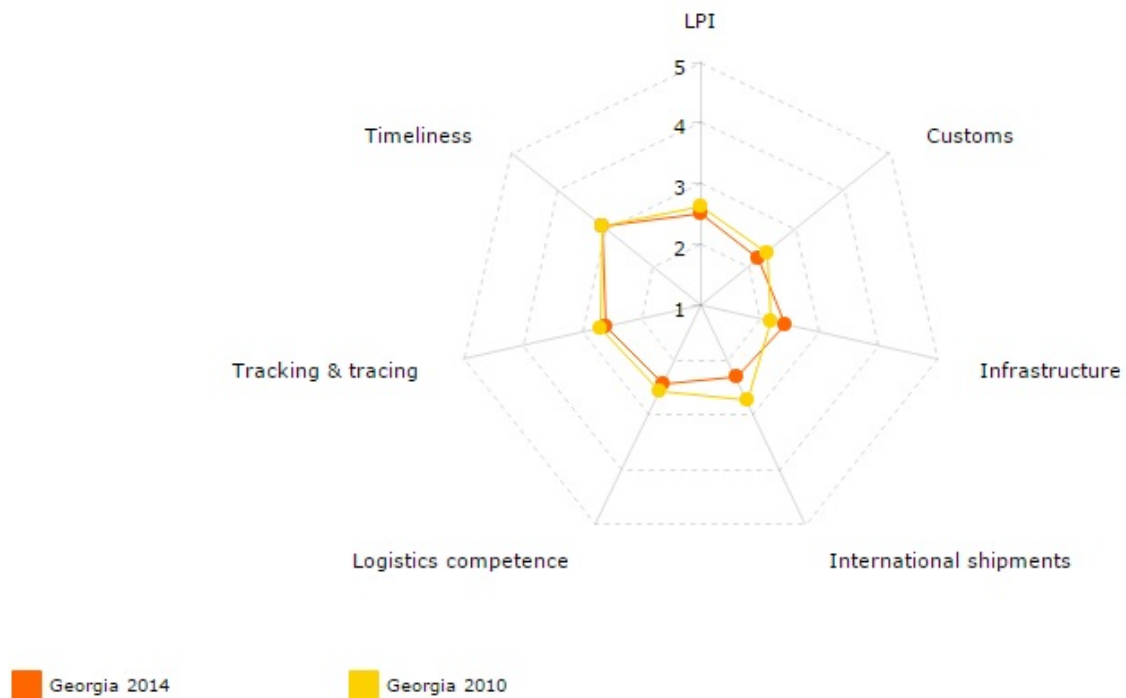 LPI
5
4
3
2
1
Timeliness
Customs
Tracking & tracing
Infrastructure
Logistics competence
International shipments
Georgia 2014
Georgia 2010